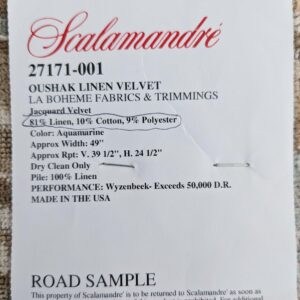 Scalamandré
27171-001
OUSHAK LINEN VELVET
LA BOHEME FABRICS & TRIMMINGS
Jacquard Velvet
81% Linen, 10% Cotton, 9% Polyester
Color: Aquamarine
Approx Width: 49"
Approx Rpt: V. 39 1/2", H. 24 1/2"
Dry Clean Only
Pile: 100% Linen
PERFORMANCE: Wyzenbeek- Exceeds 50,000 D.R.
MADE IN THE USA
ROAD SAMPLE
This property of Scalamandre' is to be returned to Scalamandre' as soon as